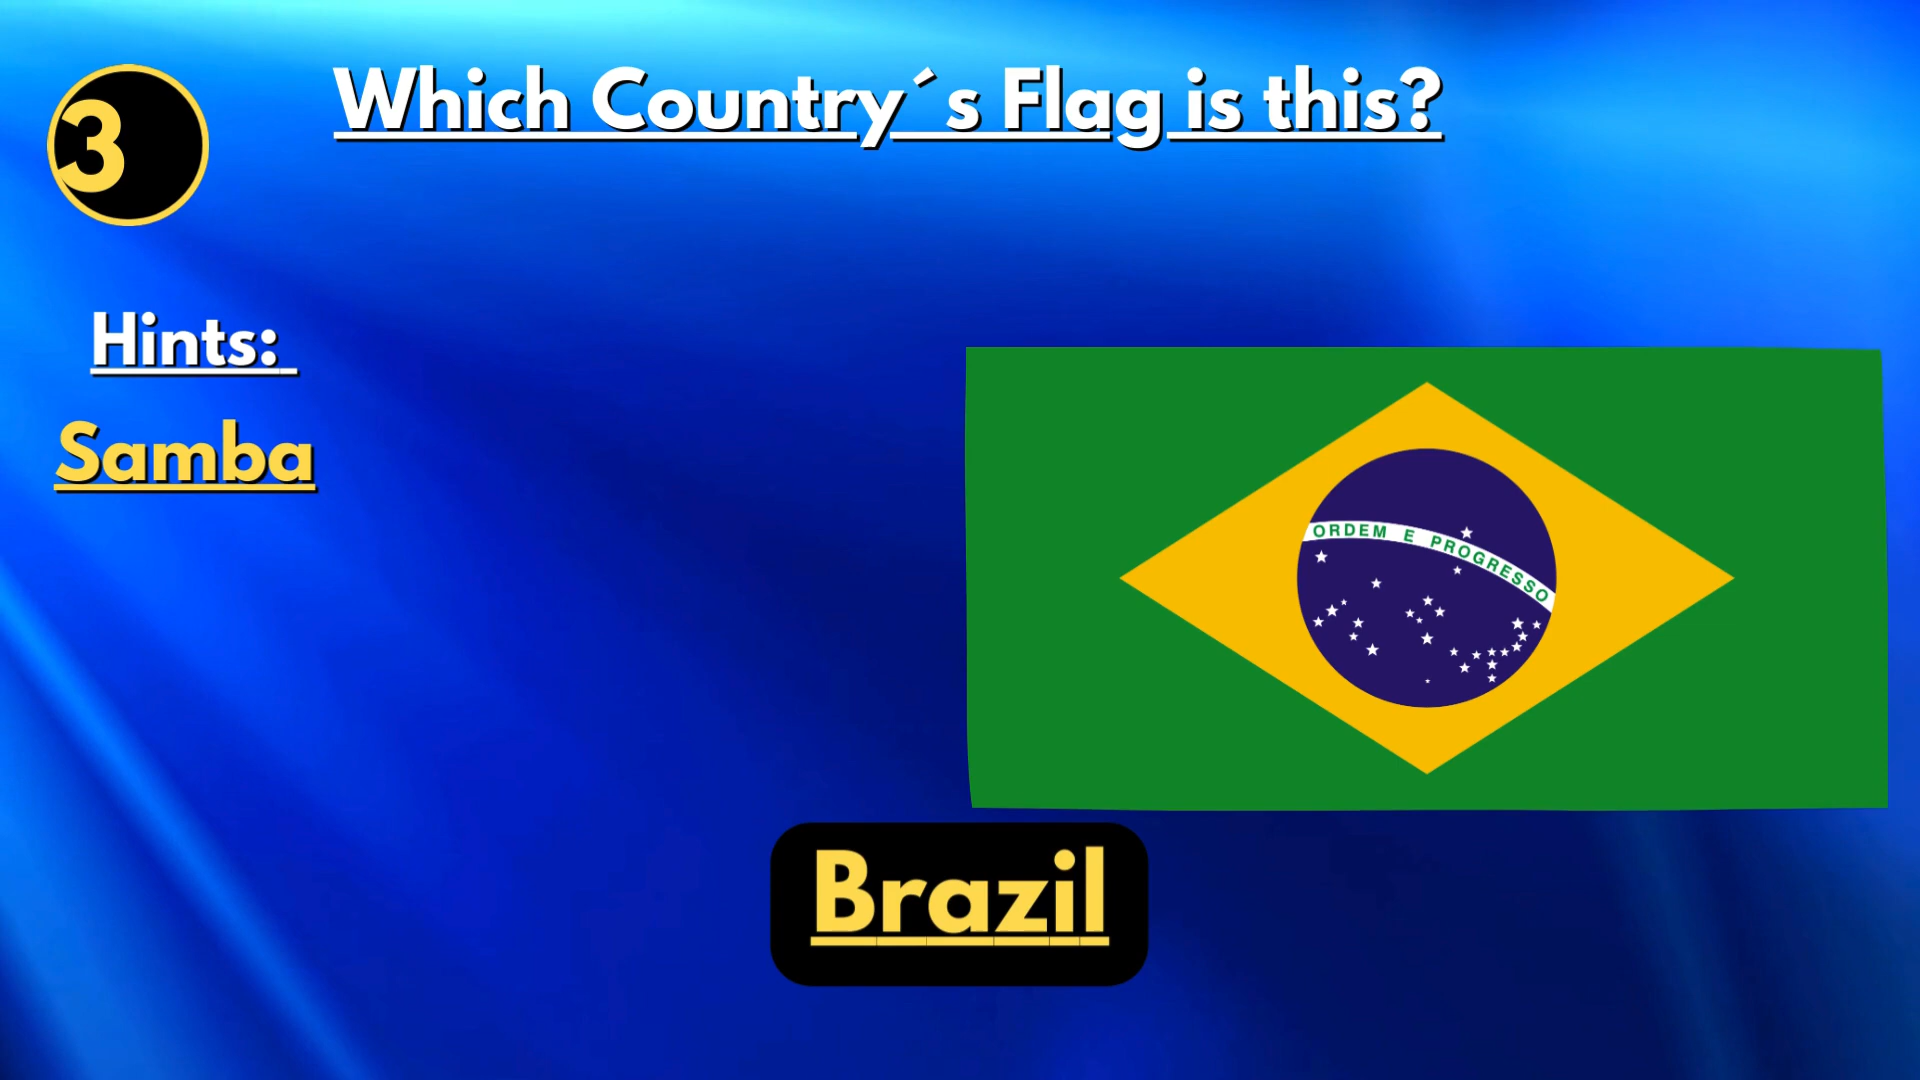 3
Which Country´s Flag is this?
Hints:
Samba
ORDEM E PROGRESSO
Brazil